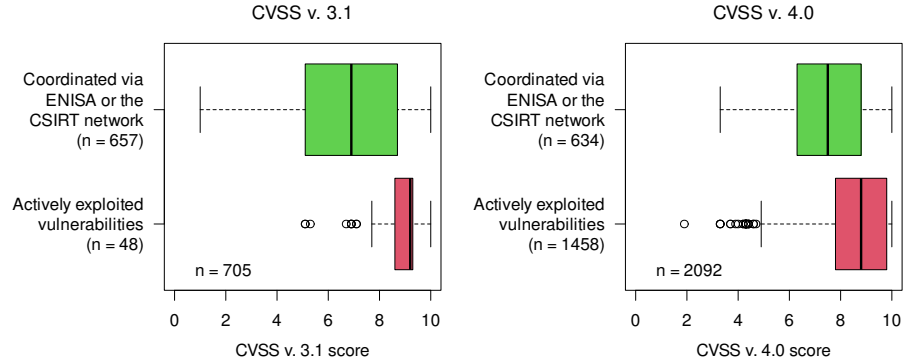 CVSS v. 3.1
Coordinated via
ENISA or the
CSIRT network
(n = 657)
Actively exploited
vulnerabilities
(n = 48)
n = 705
0 2 4 6 8 10
CVSS v. 3.1 score
CVSS v. 4.0
Coordinated via
ENISA or the
CSIRT network
(n = 634)
Actively exploited
vulnerabilities
(n = 1458)
n = 2092
0 2 4 6 8 10
CVSS v. 4.0 score